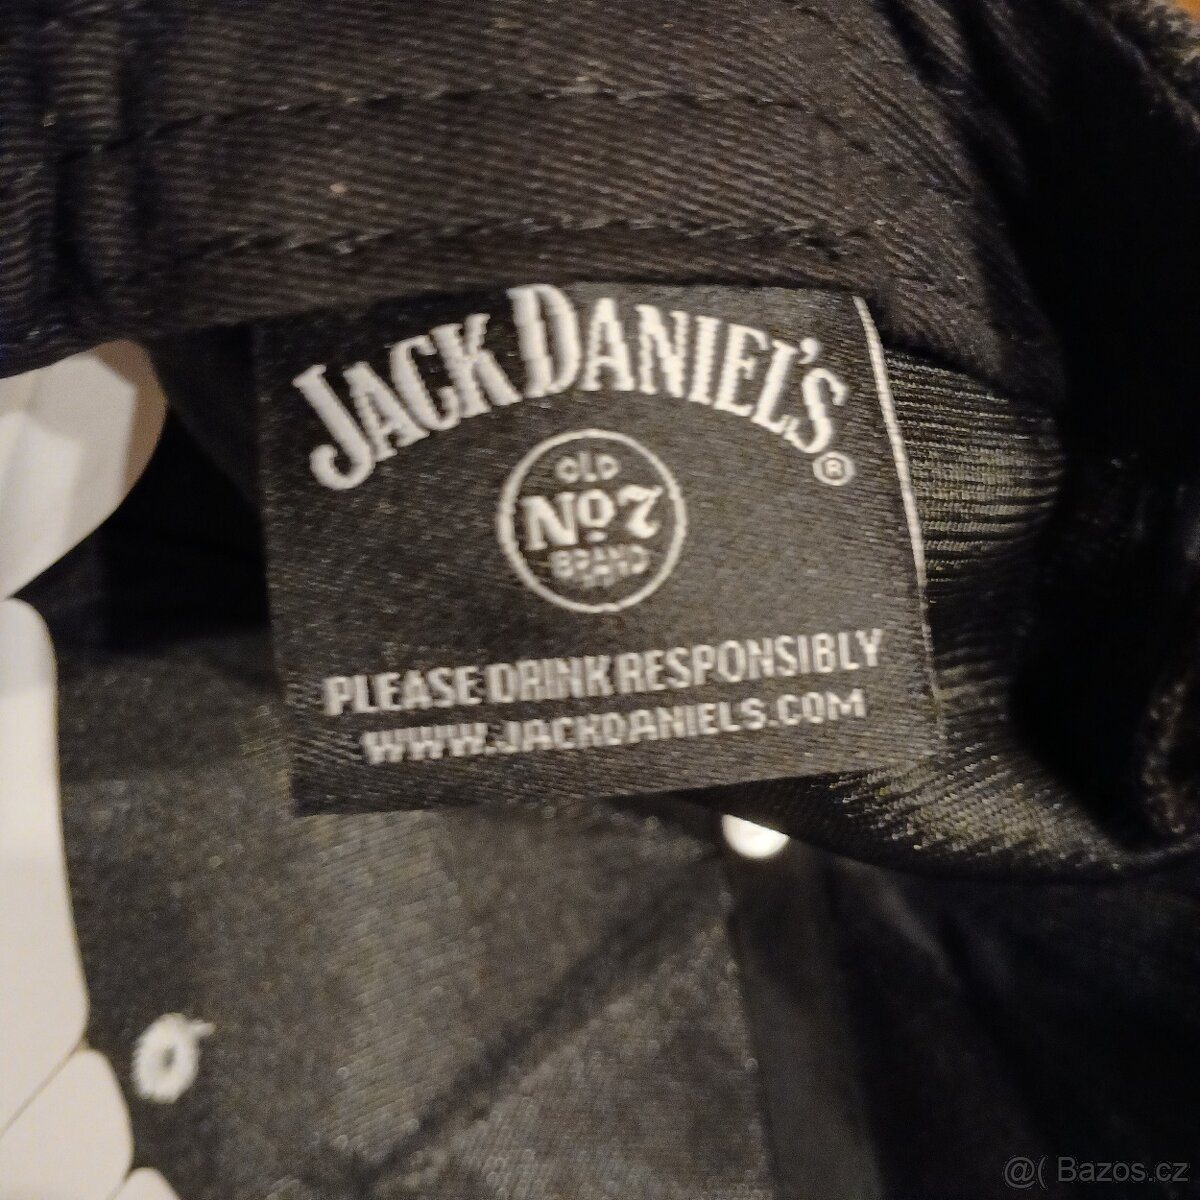 JACK DANIEL'S®
OLD
Nº7
BRAND
PLEASE DRINK RESPONSIBLY
WWW.JACKDANIELS.COM
@( Bazos.cz